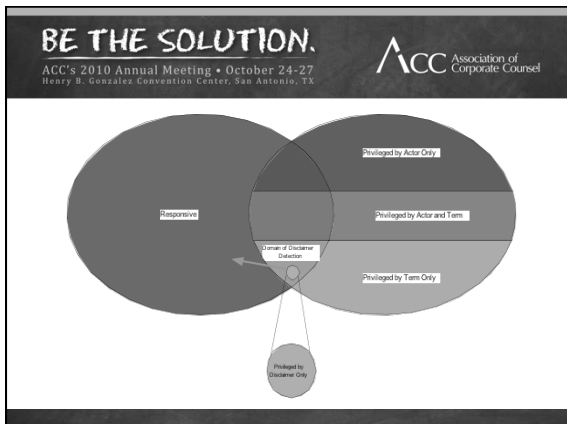 BE THE SOLUTION.
ACC's 2010 Annual Meeting • October 24-27
Henry B. Gonzalez Convention Center, San Antonio, TX
ACC Association of
Corporate Counsel
Privileged by Actor Only
Responsive
Privileged by Actor and Term
Domain of Disclaimer
Detection
Privileged by Term Only
Privileged by
Disclaimer Only